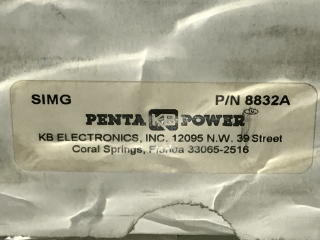 SIMG P/N 8832A
PENTA KB POWER
KB ELECTRONICS, INC. 12095 N.W. 39 Street
Coral Springs, Florida 33065-2516